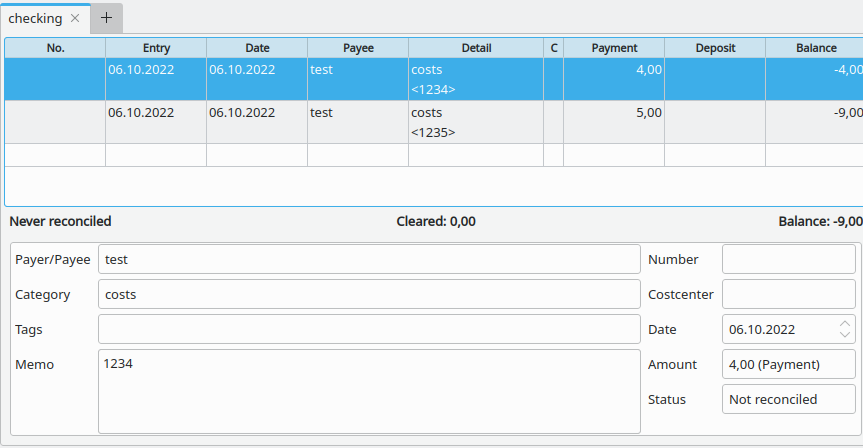 checking
No. Entry Date Payee Detail C Payment Deposit Balance
06.10.2022 06.10.2022 test costs 4,00 -4,00
<1234>
06.10.2022 06.10.2022 test costs 5,00 -9,00
<1235>
Never reconciled Cleared: 0,00 Balance: -9,00
Payer/Payee test Number
Category costs Costcenter
Tags Date 06.10.2022
Memo 1234 Amount 4,00 (Payment)
Status Not reconciled